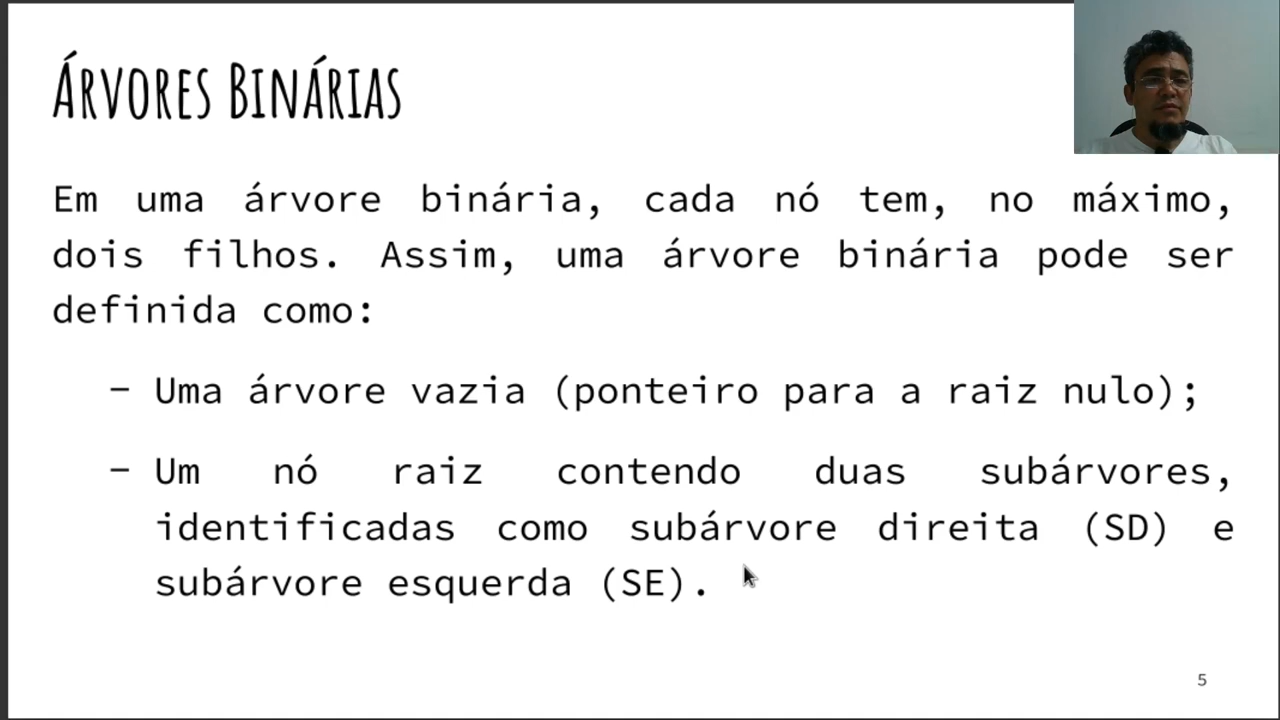 ÁRVORES BINÁRIAS
Em uma árvore binária, cada nó tem, no máximo,
dois filhos. Assim, uma árvore binária pode ser
definida como:
– Uma árvore vazia (ponteiro para a raiz nulo);
– Um nó raiz contendo duas subárvores,
identificadas como subárvore direita (SD) e
subárvore esquerda (SE).
5